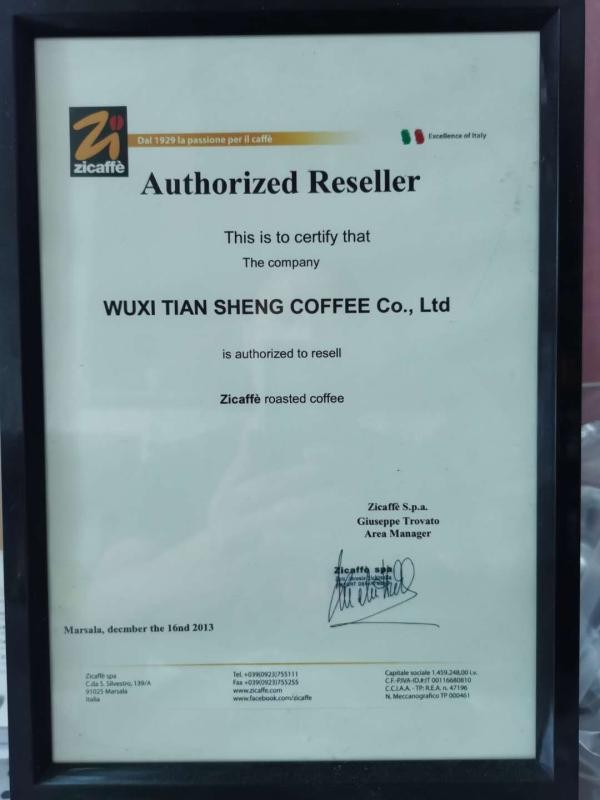 zicaffè
Dal 1929 la passione per il caffè
Excellence of Italy
Authorized Reseller
This is to certify that
The company
WUXI TIAN SHENG COFFEE Co., Ltd
is authorized to resell
Zicaffè roasted coffee
Zicaffè S.p.a.
Giuseppe Trovato
Area Manager
Zicaffè spa
Marsala, decmber the 16nd 2013
Zicaffè spa
C.da S. Silvestro, 139/A
91025 Marsala
Italia
Tel. +039(0923)755111
Fax +039(0923)755255
www.zicaffe.com
www.facebook.com/zicaffe
Capitale sociale 1.459.248,00 i.v.
C.F.-P.IVA-ID.#:IT 00116680810
C.C.I.A.A. - TP: R.E.A. n. 47196
N. Meccanografico TP 000461